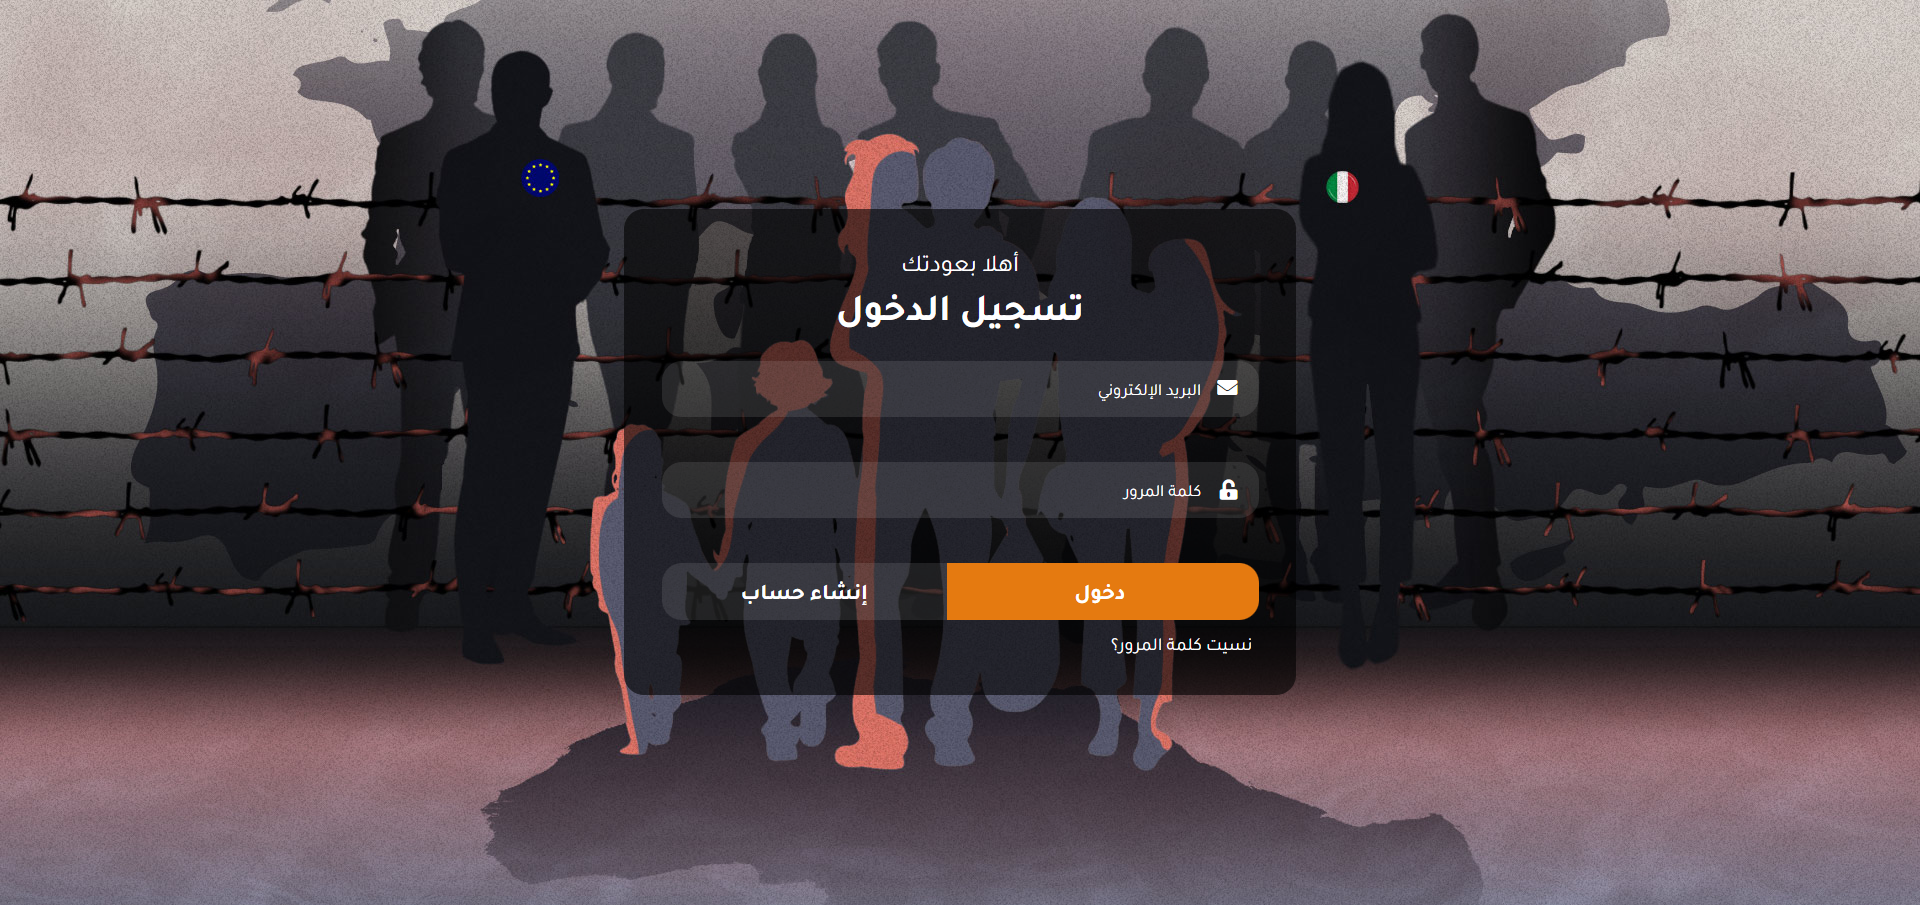 أهلا بعودتك
تسجيل الدخول
البريد الإلكتروني
كلمة المرور
دخول
إنشاء حساب
نسيت كلمة المرور؟